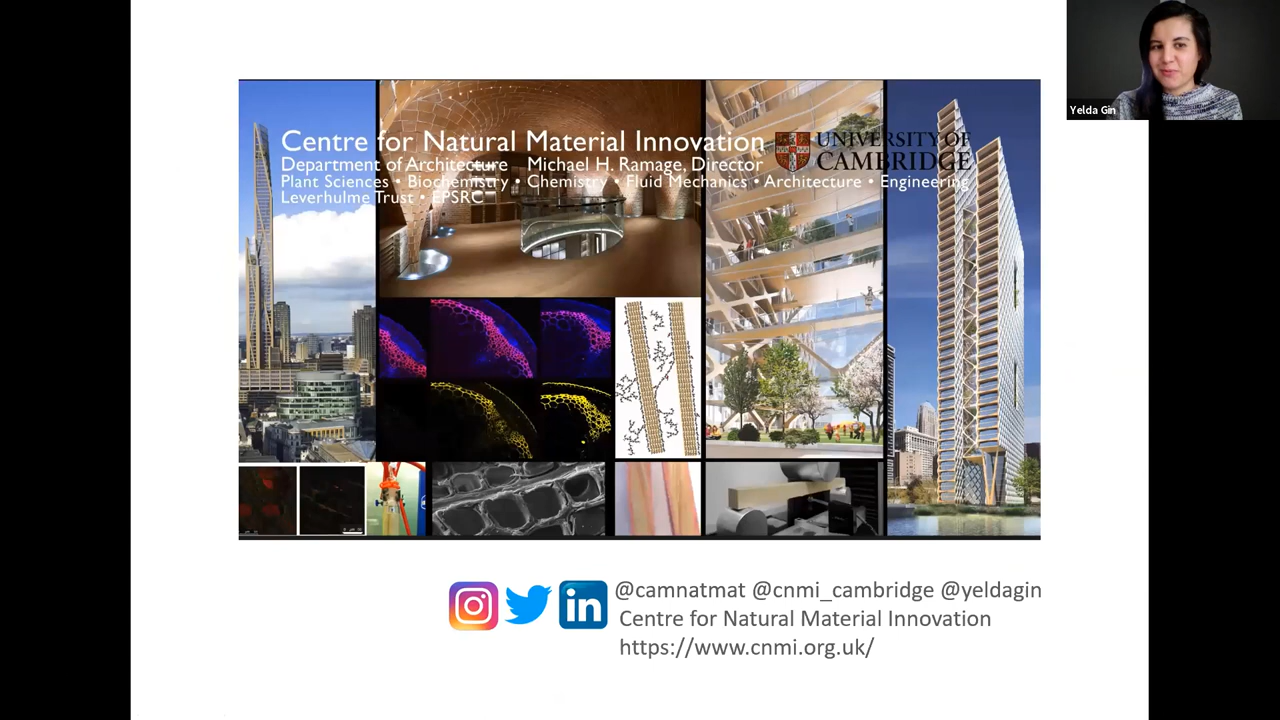 Yelda Gin
Centre for Natural Material Innovation
Department of Architecture Michael H. Ramage, Director
Plant Sciences • Biochemistry • Chemistry • Fluid Mechanics • Architecture • Engineering
Leverhulme Trust • EPSRC
UNIVERSITY OF
CAMBRIDGE
in
@camnatmat @cnmi_cambridge @yeldagin
Centre for Natural Material Innovation
https://www.cnmi.org.uk/